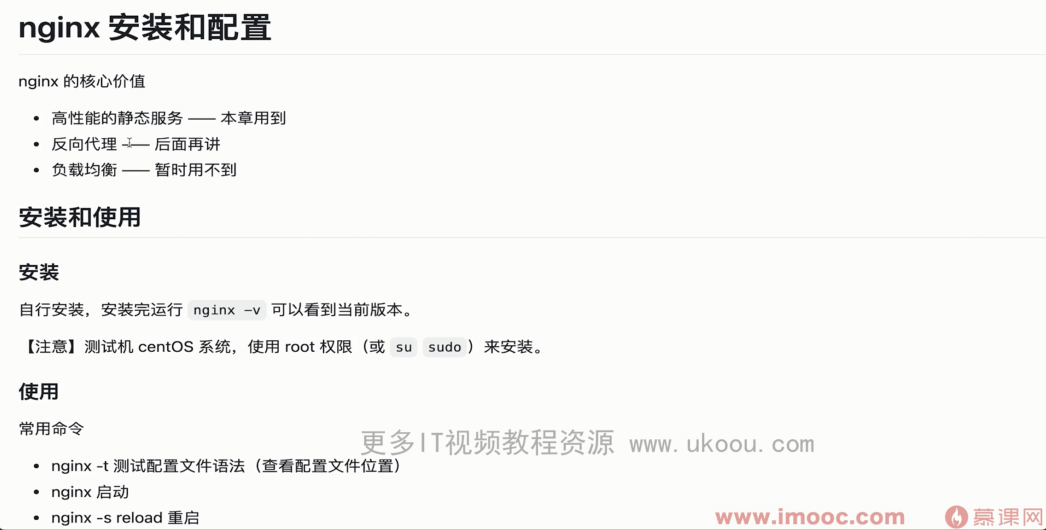 nginx 安装和配置
nginx 的核心价值
• 高性能的静态服务 —— 本章用到
• 反向代理 —— 后面再讲
• 负载均衡 —— 暂时用不到
安装和使用
安装
自行安装，安装完运行 nginx -v 可以看到当前版本。
【注意】测试机 centOS 系统，使用 root 权限（或 su sudo ）来安装。
使用
常用命令
更多IT视频教程资源 www.ukoou.com
• nginx -t 测试配置文件语法（查看配置文件位置）
• nginx 启动
• nginx -s reload 重启
www.imooc.com 慕课网